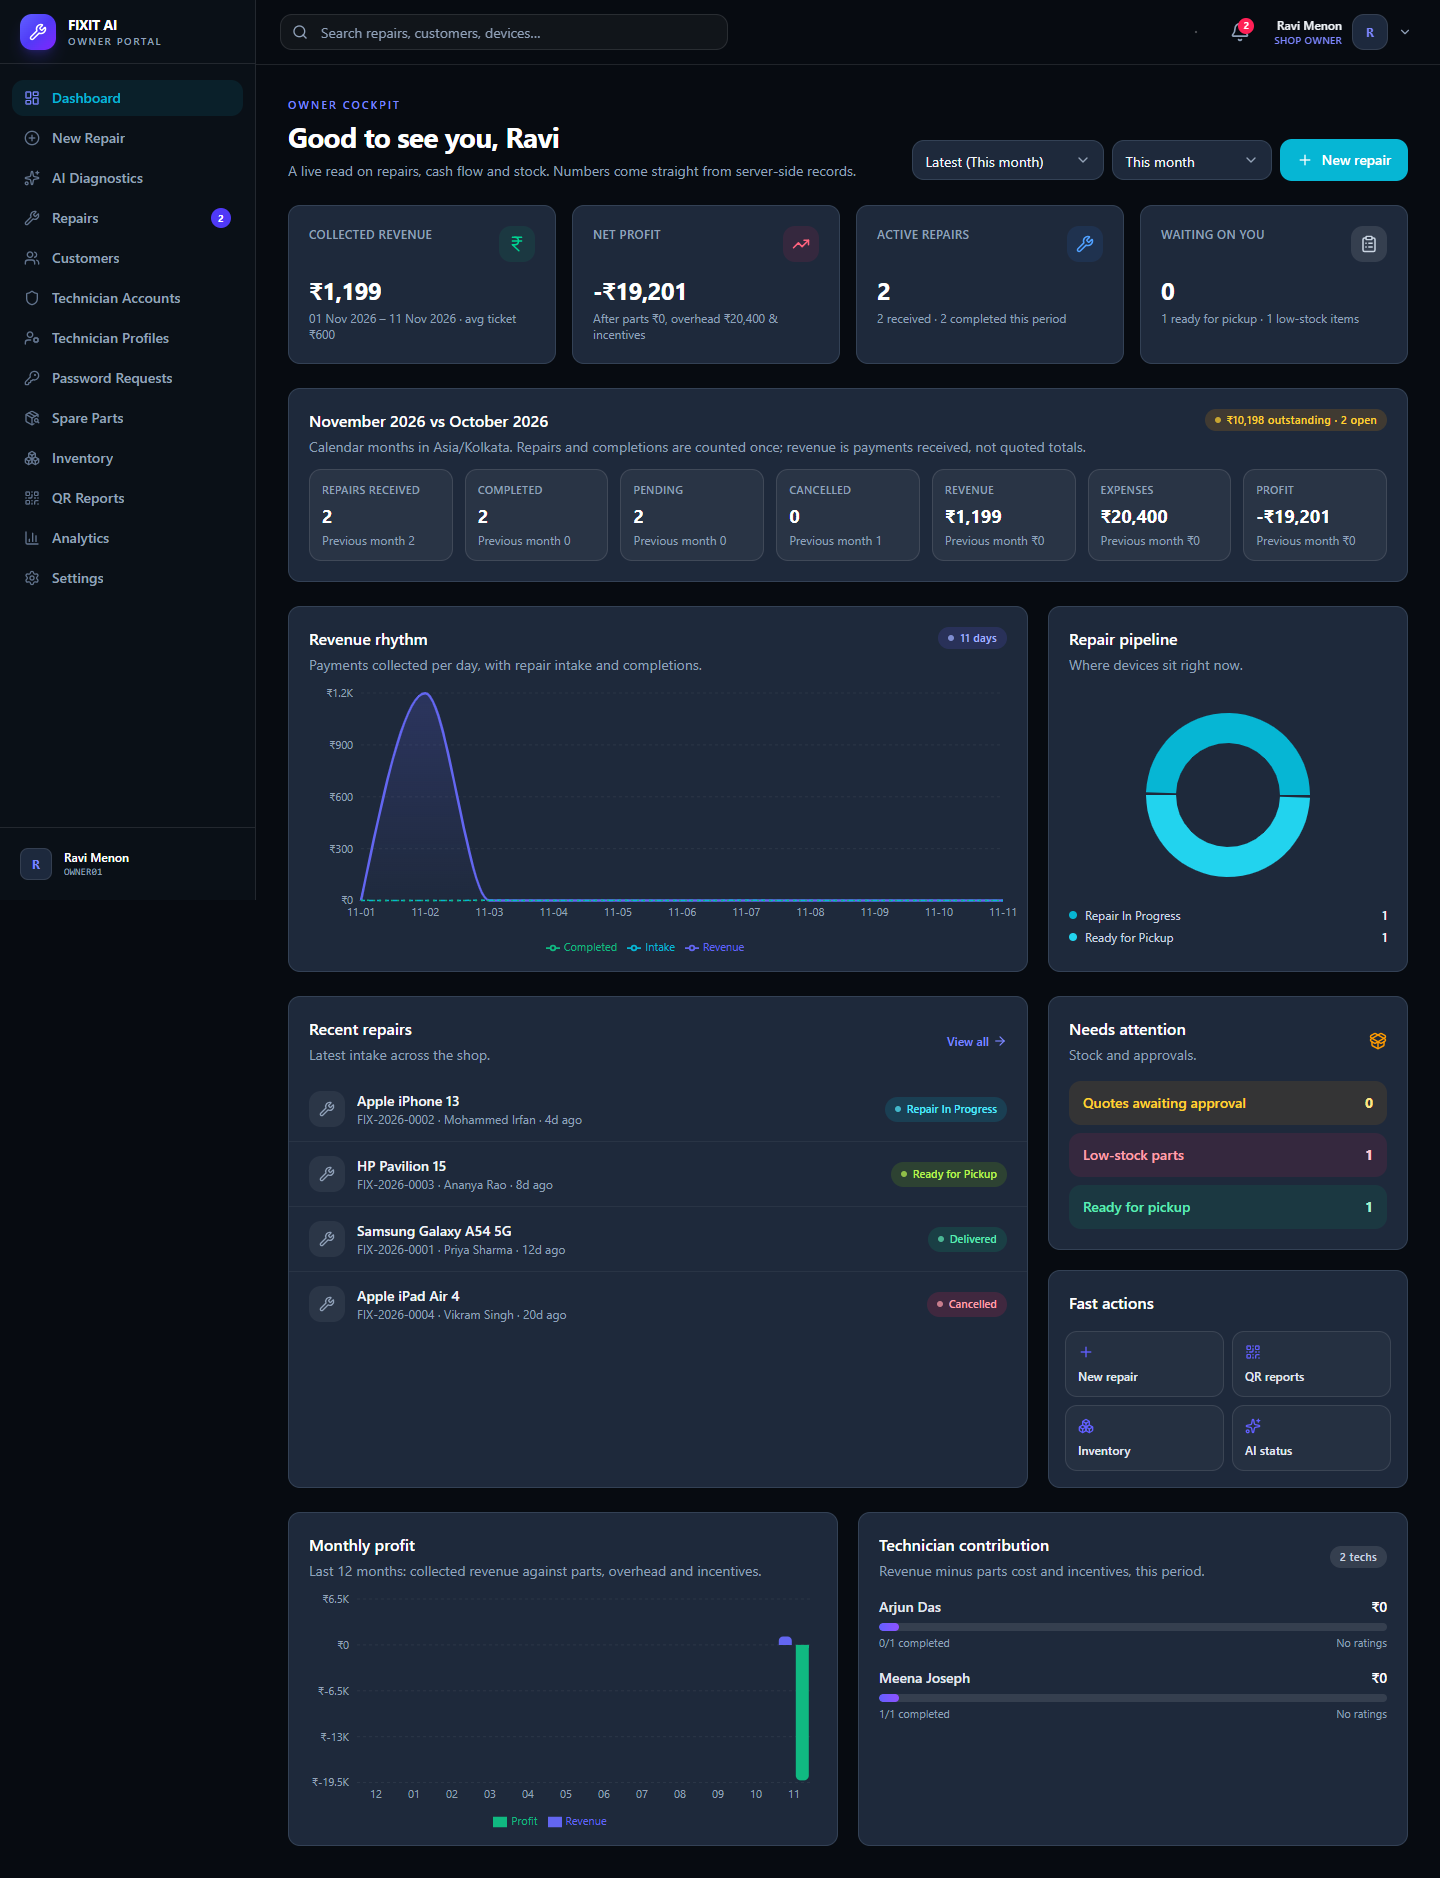 FIXIT AI
OWNER PORTAL
Dashboard
New Repair
AI Diagnostics
Repairs
2
Customers
Technician Accounts
Technician Profiles
Password Requests
Spare Parts
Inventory
QR Reports
Analytics
Settings
R
Ravi Menon
OWNER01
Search repairs, customers, devices...
2
Ravi Menon
SHOP OWNER
R
OWNER COCKPIT
Good to see you, Ravi
A live read on repairs, cash flow and stock. Numbers come straight from server-side records.
Latest (This month)
This month
New repair
COLLECTED REVENUE
₹1,199
01 Nov 2026 – 11 Nov 2026 · avg ticket
₹600
NET PROFIT
-₹19,201
After parts ₹0, overhead ₹20,400 &
incentives
ACTIVE REPAIRS
2
2 received · 2 completed this period
WAITING ON YOU
0
1 ready for pickup · 1 low-stock items
November 2026 vs October 2026
₹10,198 outstanding · 2 open
Calendar months in Asia/Kolkata. Repairs and completions are counted once; revenue is payments received, not quoted totals.
REPAIRS RECEIVED
2
Previous month 2
COMPLETED
2
Previous month 0
PENDING
2
Previous month 0
CANCELLED
0
Previous month 1
REVENUE
₹1,199
Previous month ₹0
EXPENSES
₹20,400
Previous month ₹0
PROFIT
-₹19,201
Previous month ₹0
Revenue rhythm
11 days
Payments collected per day, with repair intake and completions.
₹1.2K
₹900
₹600
₹300
₹0
11-01 11-02 11-03 11-04 11-05 11-06 11-07 11-08 11-09 11-10 11-11
Completed Intake Revenue
Repair pipeline
Where devices sit right now.
Repair In Progress 1
Ready for Pickup 1
Recent repairs
Latest intake across the shop.
View all
Apple iPhone 13
FIX-2026-0002 · Mohammed Irfan · 4d ago
Repair In Progress
HP Pavilion 15
FIX-2026-0003 · Ananya Rao · 8d ago
Ready for Pickup
Samsung Galaxy A54 5G
FIX-2026-0001 · Priya Sharma · 12d ago
Delivered
Apple iPad Air 4
FIX-2026-0004 · Vikram Singh · 20d ago
Cancelled
Needs attention
Stock and approvals.
Quotes awaiting approval 0
Low-stock parts 1
Ready for pickup 1
Fast actions
New repair
QR reports
Inventory
AI status
Monthly profit
Last 12 months: collected revenue against parts, overhead and incentives.
₹6.5K
₹0
₹-6.5K
₹-13K
₹-19.5K
12 01 02 03 04 05 06 07 08 09 10 11
Profit Revenue
Technician contribution
Revenue minus parts cost and incentives, this period.
2 techs
Arjun Das ₹0
0/1 completed No ratings
Meena Joseph ₹0
1/1 completed No ratings